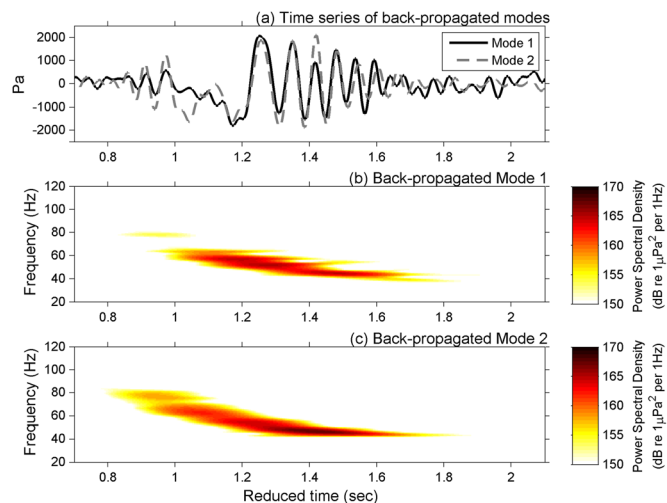 (a) Time series of back-propagated modes
2000
1000
0
-1000
-2000
Pa
Mode 1
Mode 2
0.8 1 1.2 1.4 1.6 1.8 2
(b) Back-propagated Mode 1
120
100
80
60
40
20
Frequency (Hz)
0.8 1 1.2 1.4 1.6 1.8 2
170
165
160
155
150
Power Spectral Density
(dB re 1μPa² per 1Hz)
(c) Back-propagated Mode 2
120
100
80
60
40
20
Frequency (Hz)
0.8 1 1.2 1.4 1.6 1.8 2
Reduced time (sec)
170
165
160
155
150
Power Spectral Density
(dB re 1μPa² per 1Hz)